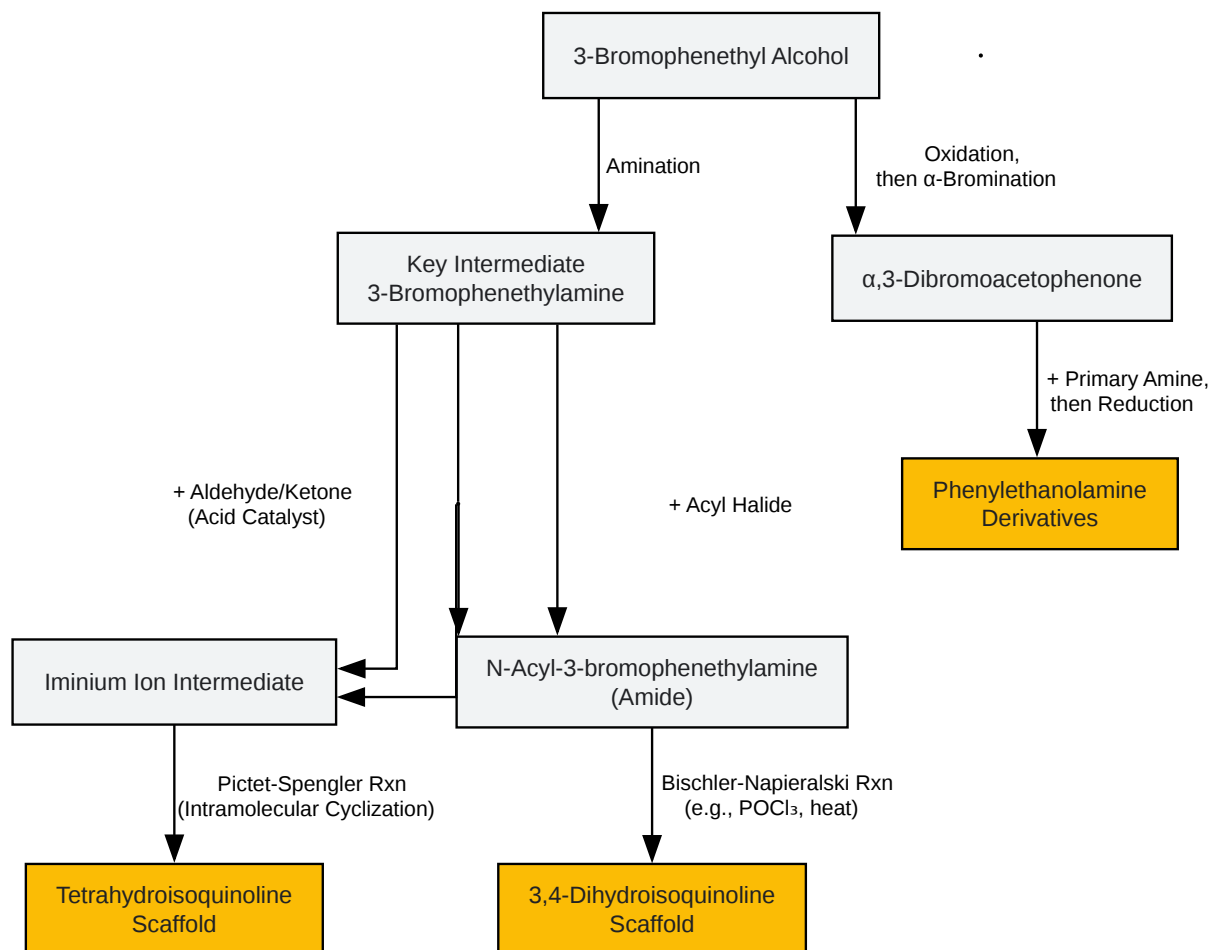 3-Bromophenethyl Alcohol
Amination
Oxidation,
then α-Bromination
Key Intermediate
3-Bromophenethylamine
α,3-Dibromoacetophenone
+ Primary Amine,
then Reduction
+ Aldehyde/Ketone
(Acid Catalyst)
+ Acyl Halide
Phenylethanolamine
Derivatives
Iminium Ion Intermediate
N-Acyl-3-bromophenethylamine
(Amide)
Pictet-Spengler Rxn
(Intramolecular Cyclization)
Bischler-Napieralski Rxn
(e.g., POCl₃, heat)
Tetrahydroisoquinoline
Scaffold
3,4-Dihydroisoquinoline
Scaffold